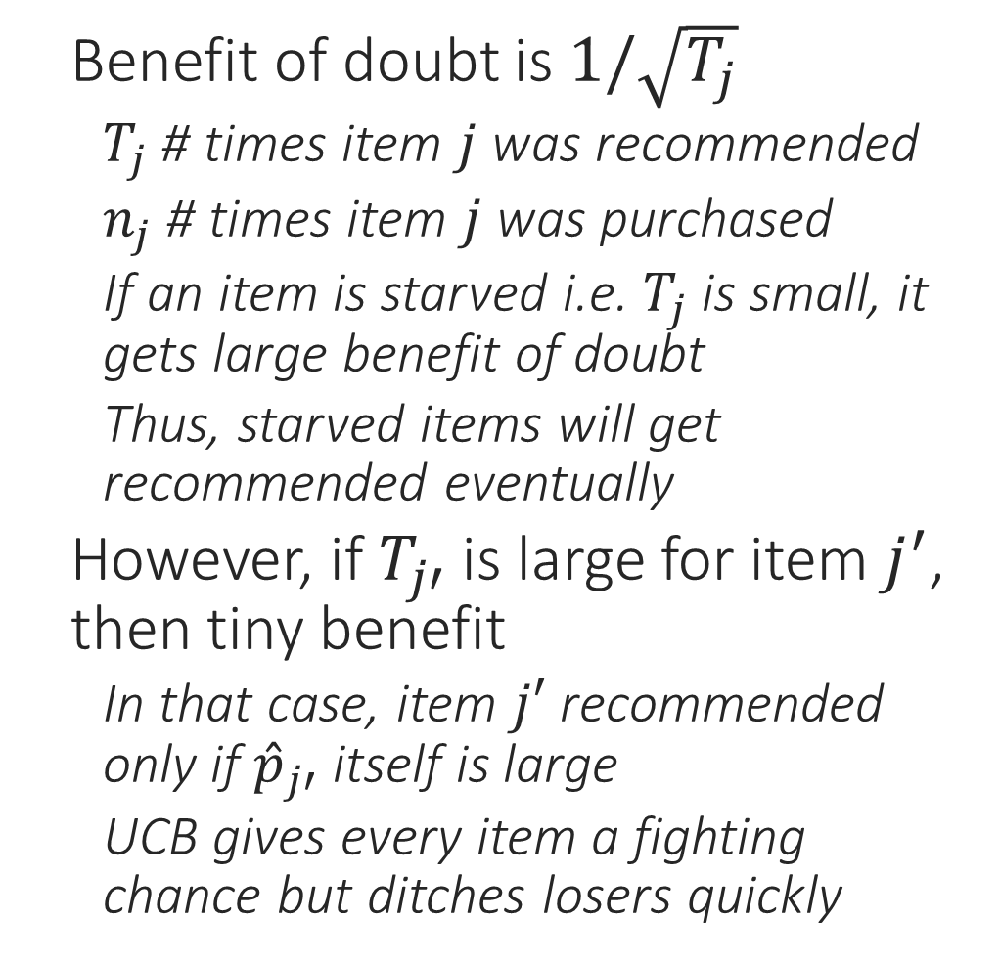 Benefit of doubt is 1/√T_j
T_j # times item j was recommended
n_j # times item j was purchased
If an item is starved i.e. T_j is small, it
gets large benefit of doubt
Thus, starved items will get
recommended eventually
However, if T_j′ is large for item j′,
then tiny benefit
In that case, item j′ recommended
only if p̂_j′ itself is large
UCB gives every item a fighting
chance but ditches losers quickly